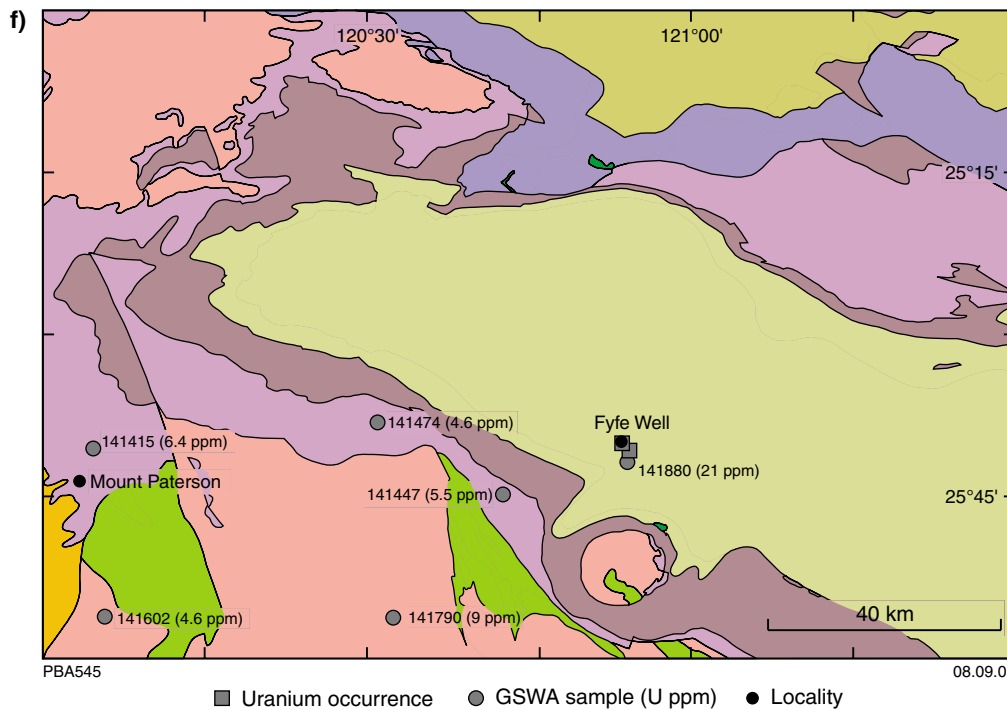 f)
120°30'
121°00'
25°15'
Fyfe Well
141474 (4.6 ppm)
141415 (6.4 ppm)
141880 (21 ppm)
Mount Paterson
141447 (5.5 ppm)
25°45'
40 km
141602 (4.6 ppm)
141790 (9 ppm)
PBA545
08.09.0
Uranium occurrence
GSWA sample (U ppm)
Locality